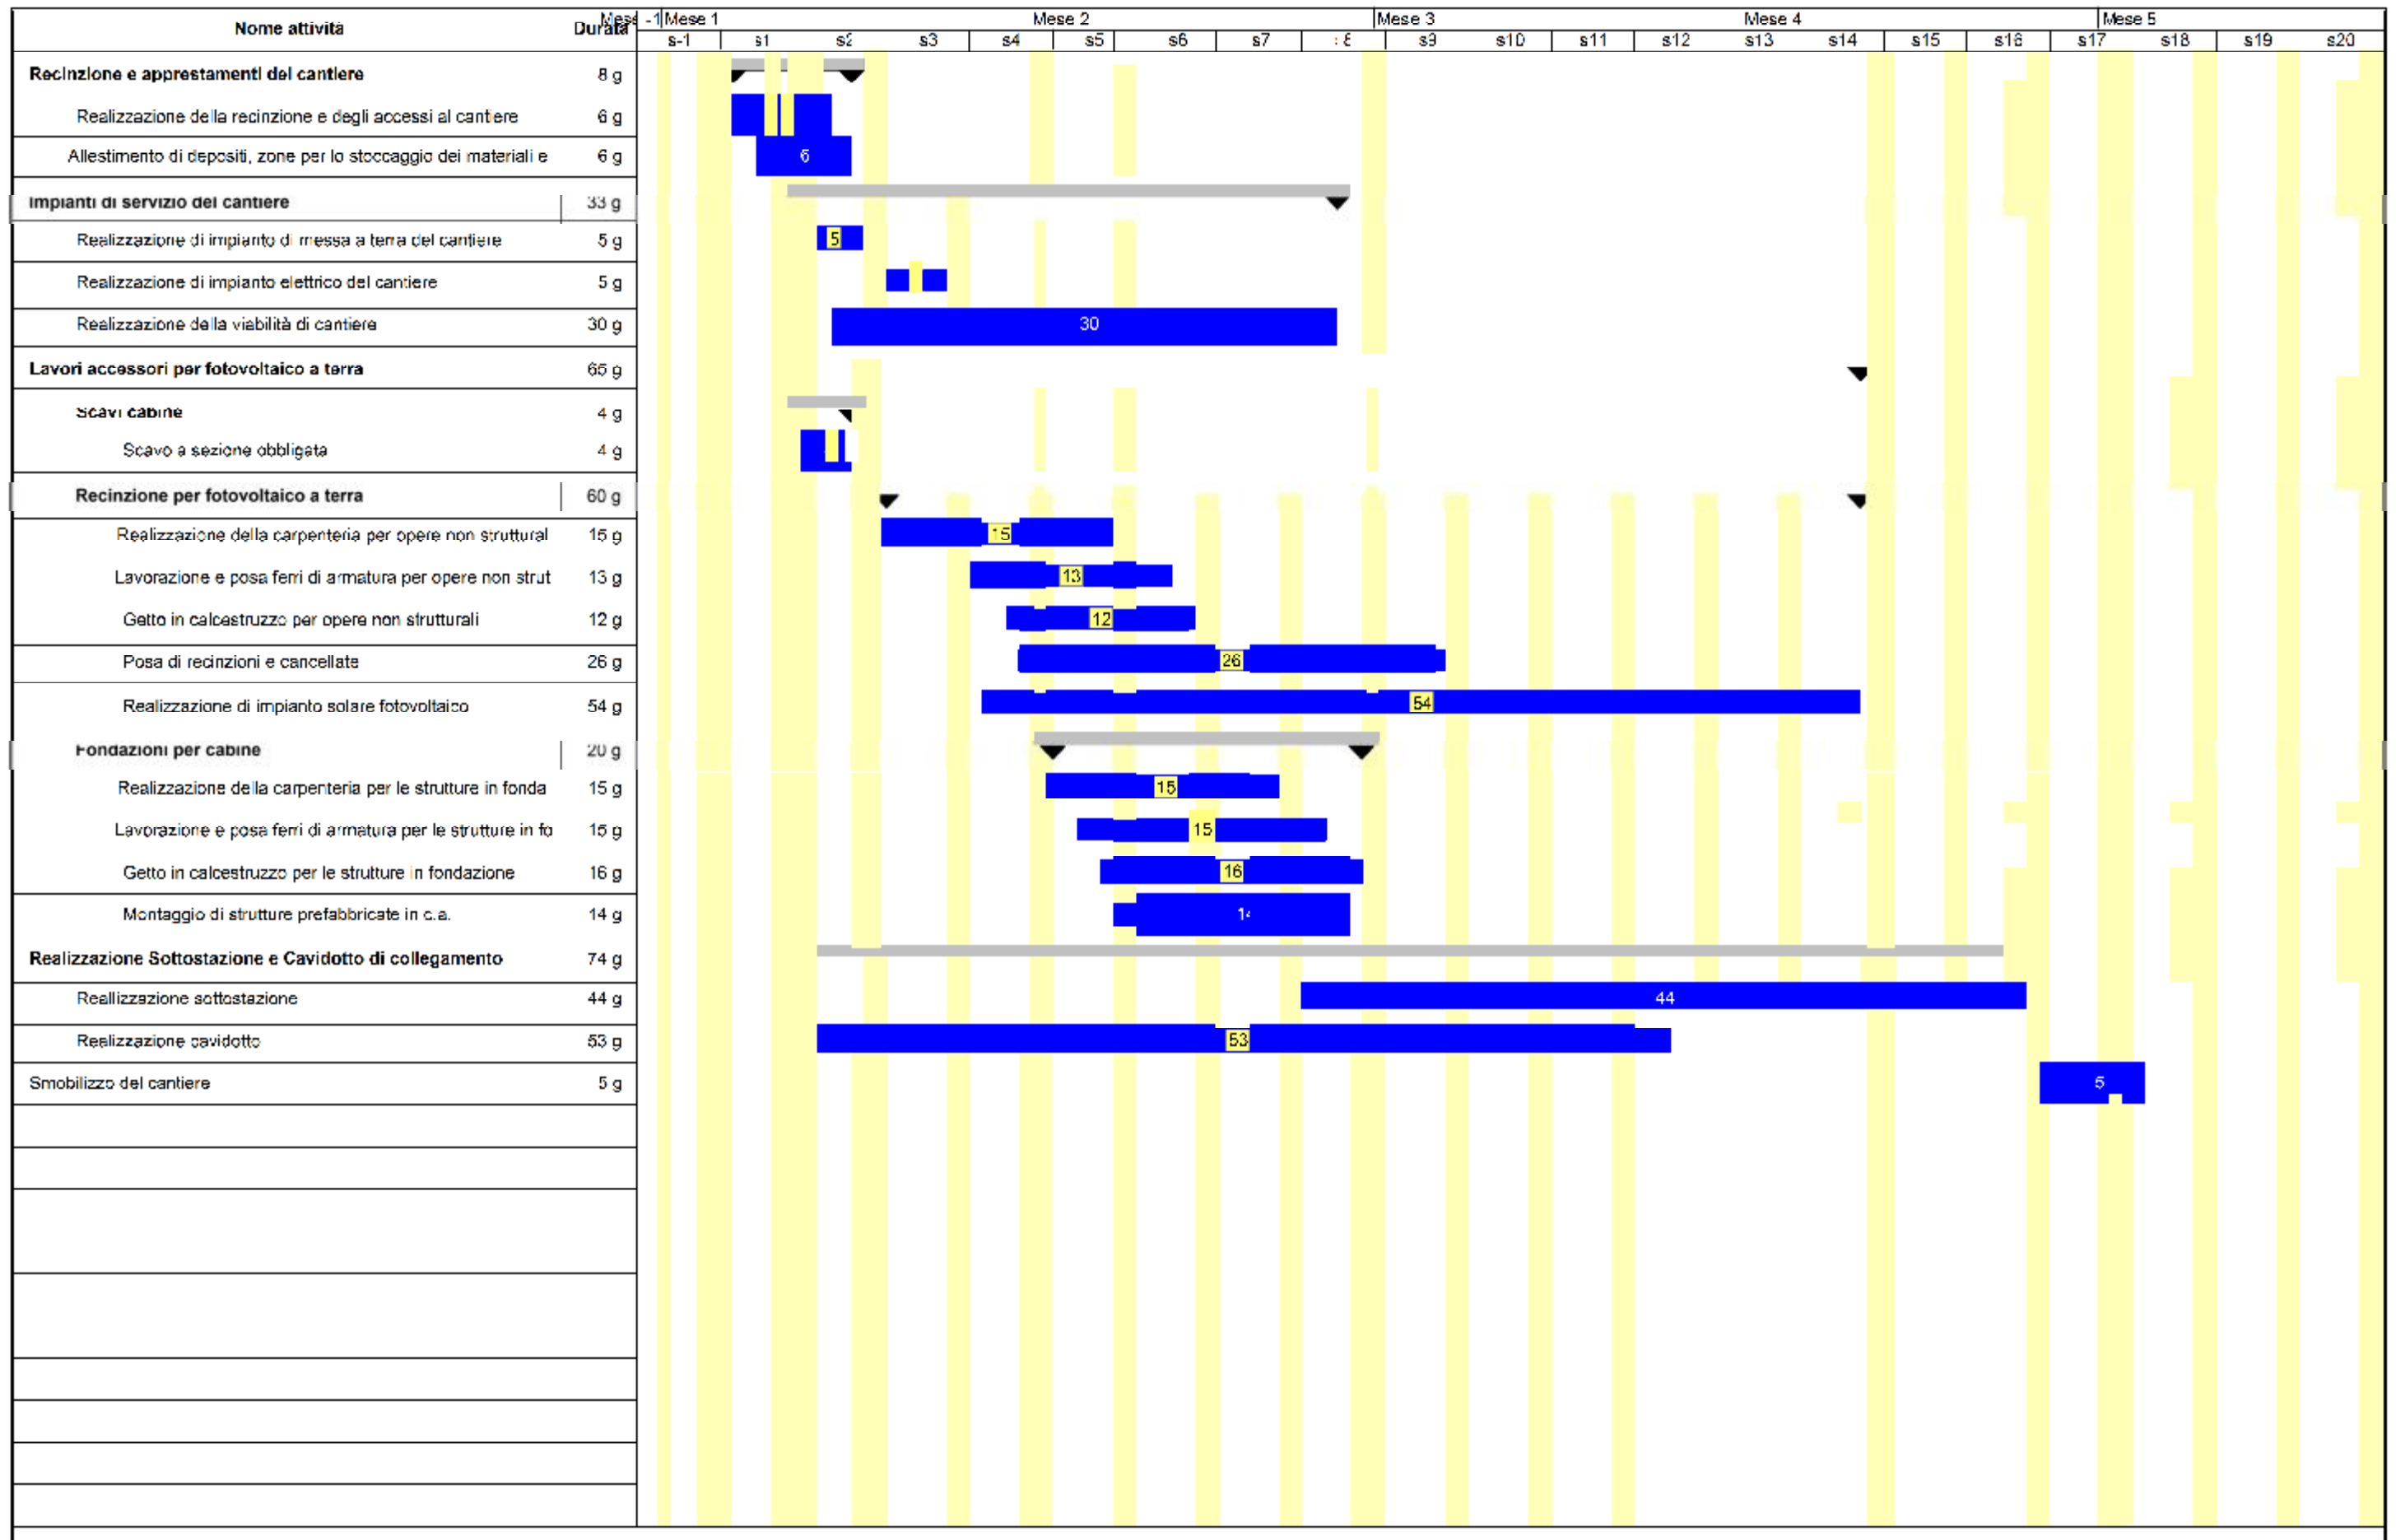 Nome attività Durata Mese -1 Mese 1 Mese 2 Mese 3 Mese 4 Mese 5
s-1 s1 s2 s3 s4 s5 s6 s7 s9 s10 s11 s12 s13 s14 s15 s16 s17 s18 s19 s20
Recinzione e apprestamenti del cantiere 8 g
Realizzazione della recinzione e degli accessi al cantiere 6 g
Allestimento di depositi, zone per lo stoccaggio dei materiali e 6 g 6
Impianti di servizio del cantiere 33 g
Realizzazione di impianto di messa a terra del cantiere 5 g 5
Realizzazione di impianto elettrico del cantiere 5 g
Realizzazione della viabilità di cantiere 30 g 30
Lavori accessori per fotovoltaico a terra 65 g
Scavi cabine 4 g
Scavo a sezione obbligata 4 g
Recinzione per fotovoltaico a terra 60 g
Realizzazione della carpenteria per opere non struttural 15 g 15
Lavorazione e posa ferri di armatura per opere non strut 13 g 13
Getto in calcestruzzo per opere non strutturali 12 g 12
Posa di recinzioni e cancellate 26 g 26
Realizzazione di impianto solare fotovoltaico 54 g 54
Fondazioni per cabine 20 g
Realizzazione della carpenteria per le strutture in fonda 15 g 15
Lavorazione e posa ferri di armatura per le strutture in fo 15 g 15
Getto in calcestruzzo per le strutture in fondazione 16 g 16
Montaggio di strutture prefabbricate in c.a. 14 g 14
Realizzazione Sottostazione e Cavidotto di collegamento 74 g
Reallizzazione sottostazione 44 g 44
Realizzazione cavidotto 53 g 53
Smobilizzo del cantiere 5 g 5